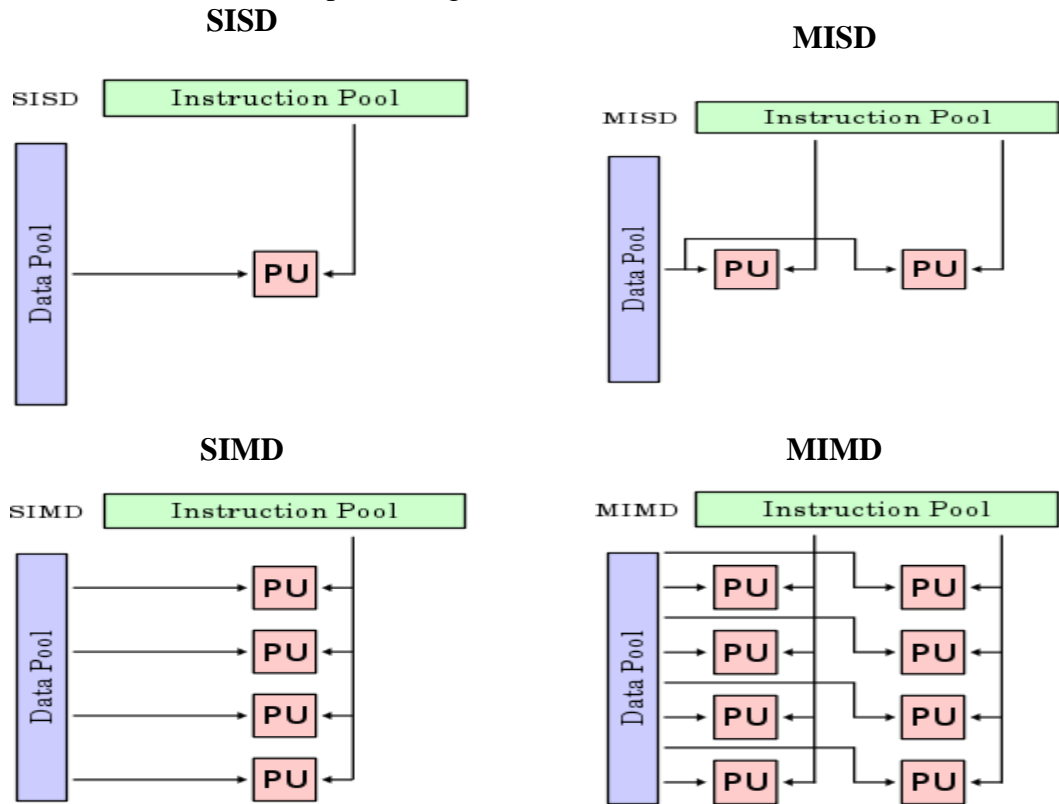 SISD
SISD Instruction Pool
Data Pool
PU
MISD
MISD Instruction Pool
Data Pool
PU PU
SIMD
SIMD Instruction Pool
Data Pool
PU
PU
PU
PU
MIMD
MIMD Instruction Pool
Data Pool
PU PU
PU PU
PU PU
PU PU